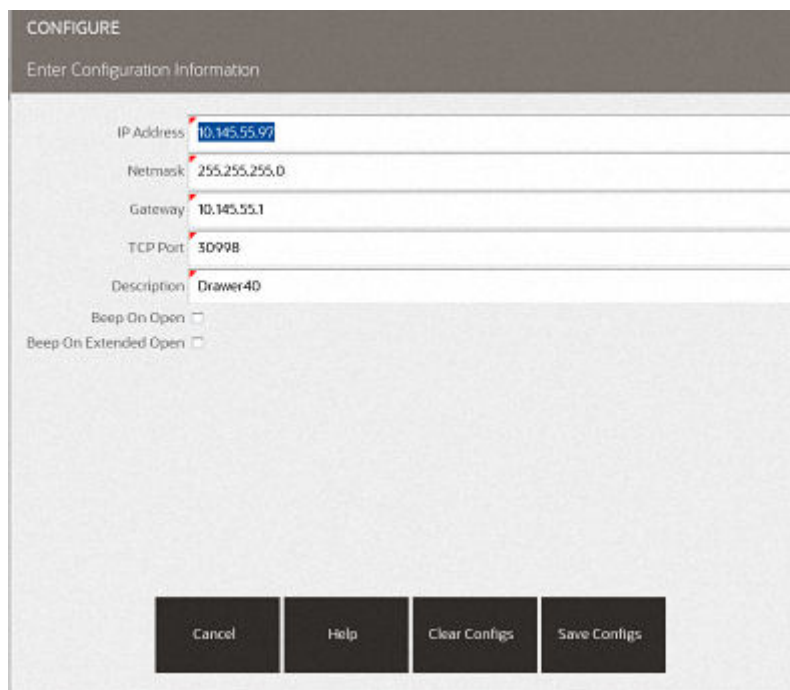 CONFIGURE
Enter Configuration Information
IP Address 10.145.55.97
Netmask 255.255.255.0
Gateway 10.145.55.1
TCP Port 30998
Description Drawer40
Beep On Open
Beep On Extended Open
Cancel Help Clear Configs Save Configs